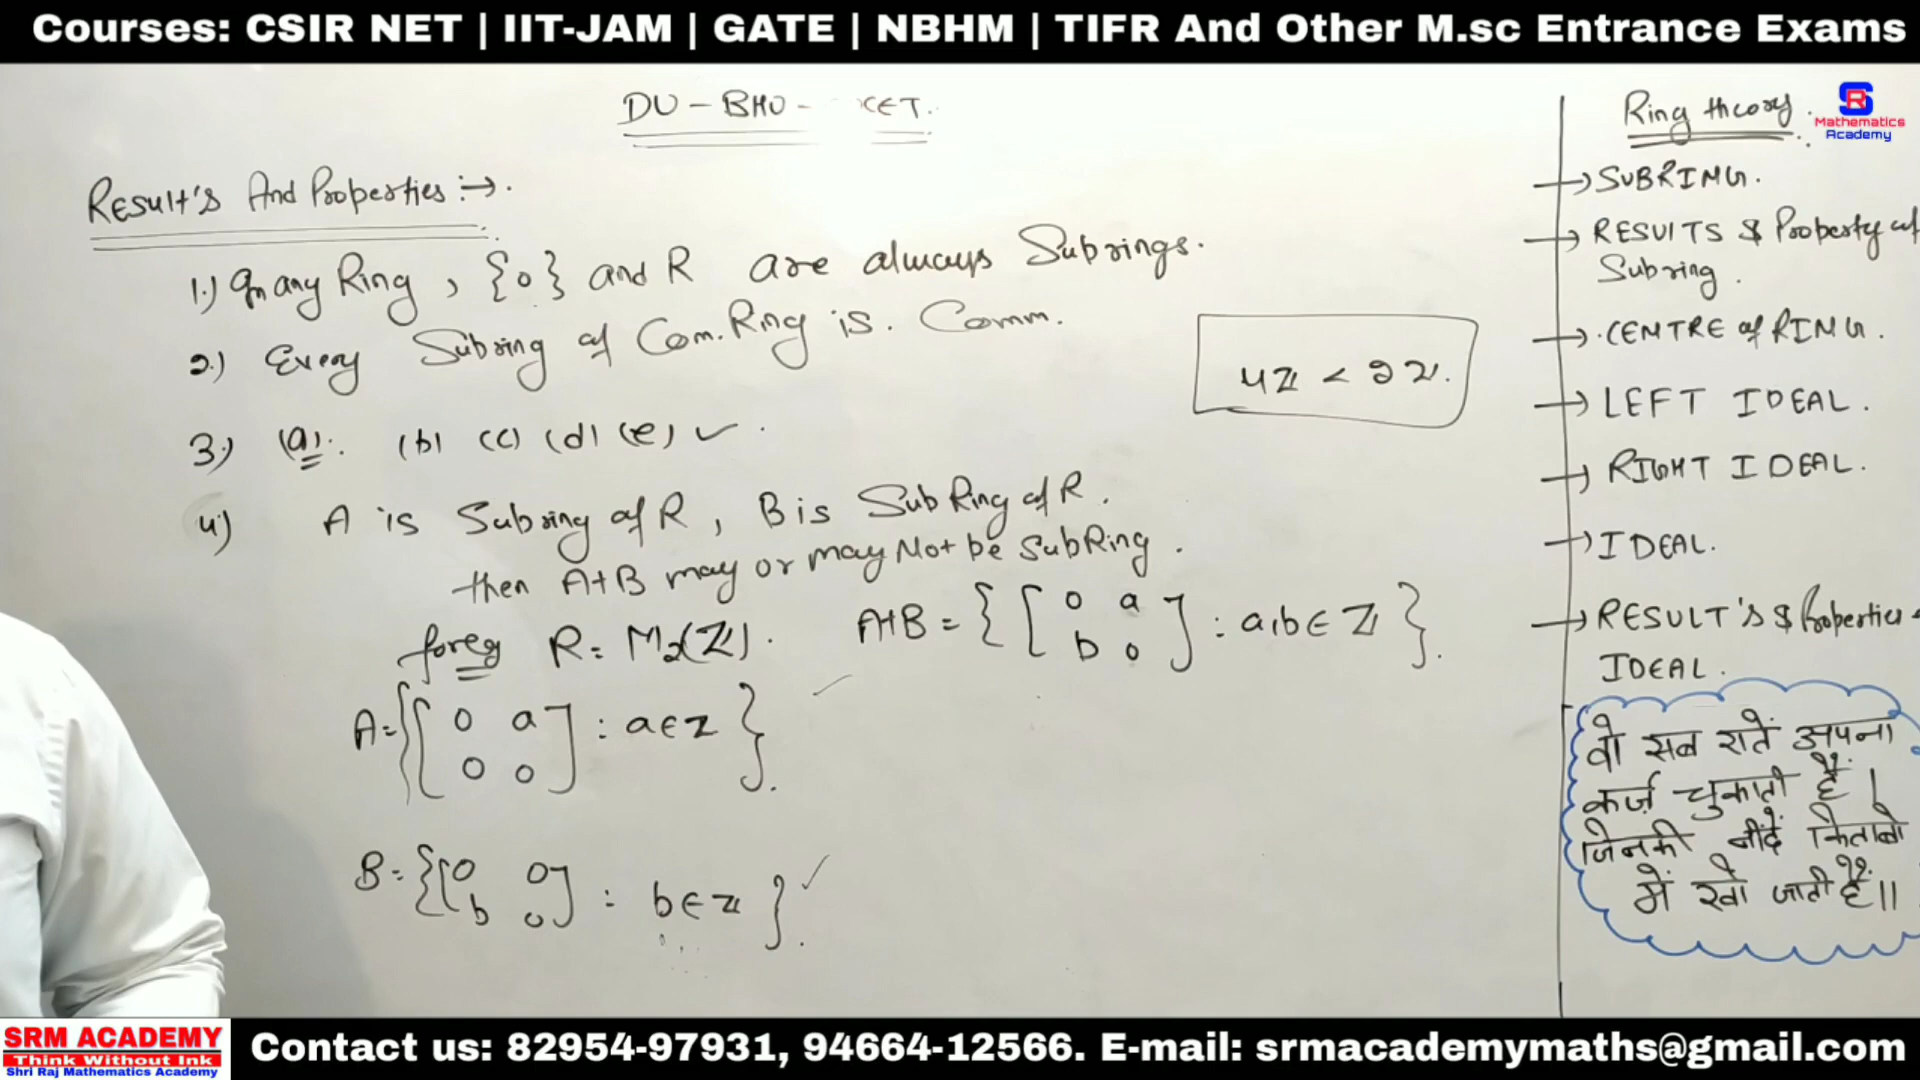 Courses: CSIR NET | IIT-JAM | GATE | NBHM | TIFR And Other M.sc Entrance Exams
DU - BHU - CET.
RESult's And Properties :→.
1.) In any Ring , {0} and R are always Subrings.
2.) Every Subring of Com. Ring is. Comm.
4ℤ < 2ℤ.
3.) (a). (b) (c) (d) (e) ✓ .
4) A is Subring of R , B is SubRing of R .
then A+B may or may Not be SubRing .
for eg R = M₂(ℤ) .
A+B = { [ 0 a
b 0 ] : a,b ∈ ℤ } .
A = { [ 0 a
0 0 ] : a ∈ Z } . ✓
B = { [ 0 0
b 0 ] : b ∈ ℤ } . ✓
Ring theory .
→ SUBRING.
→ RESULTS & Property of
Subring .
→ . CENTRE of RING .
→ LEFT IDEAL .
→ RIGHT IDEAL .
→ IDEAL .
→ RESULT'S & Properties
IDEAL .
वो सब रातें अपना
कर्ज़ चुकाती हैं |
जिनकी नींदें किताबो
में खो जाती हैं ||
SR
Mathematics
Academy
SRM ACADEMY
Think Without Ink
Shri Raj Mathematics Academy
Contact us: 82954-97931, 94664-12566. E-mail: srmacademymaths@gmail.com